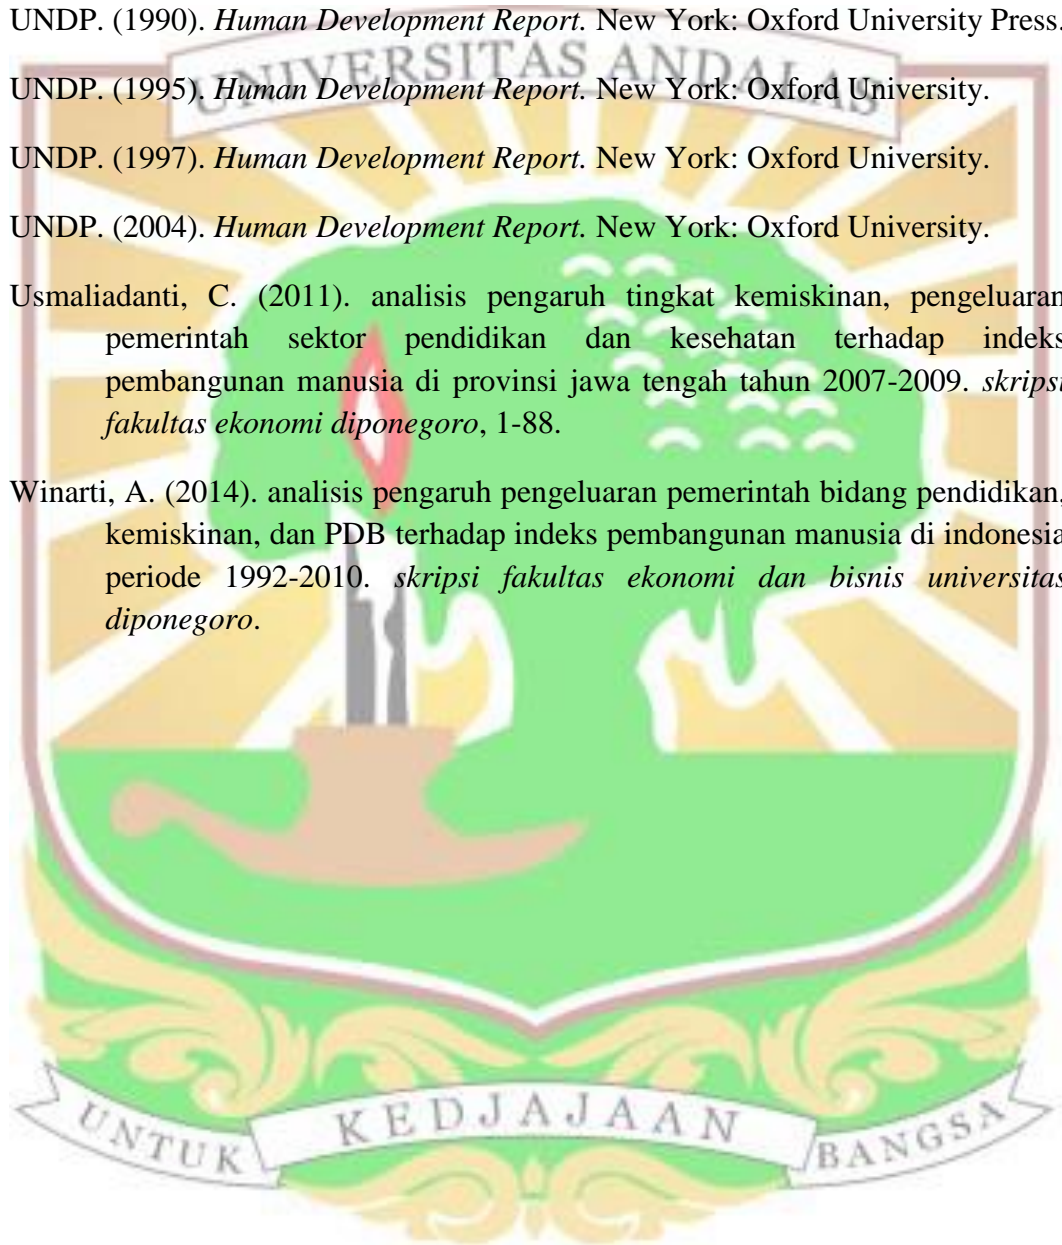 UNDP. (1990). Human Development Report. New York: Oxford University Press.
UNIVERSITAS ANDALAS
UNDP. (1995). Human Development Report. New York: Oxford University.
UNDP. (1997). Human Development Report. New York: Oxford University.
UNDP. (2004). Human Development Report. New York: Oxford University.
Usmaliadanti, C. (2011). analisis pengaruh tingkat kemiskinan, pengeluaran
pemerintah sektor pendidikan dan kesehatan terhadap indeks
pembangunan manusia di provinsi jawa tengah tahun 2007-2009. skripsi
fakultas ekonomi diponegoro, 1-88.
Winarti, A. (2014). analisis pengaruh pengeluaran pemerintah bidang pendidikan,
kemiskinan, dan PDB terhadap indeks pembangunan manusia di indonesia
periode 1992-2010. skripsi fakultas ekonomi dan bisnis universitas
diponegoro.
UNTUK KEDJAJAAN BANGSA